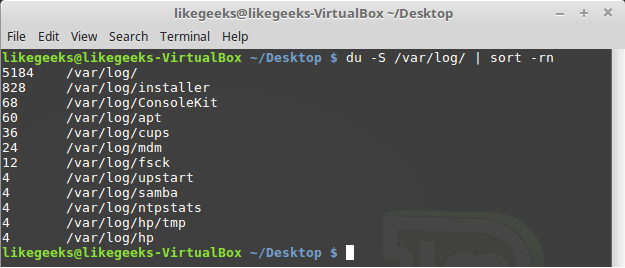 likegeeks@likegeeks-VirtualBox ~/Desktop
File Edit View Search Terminal Help
likegeeks@likegeeks-VirtualBox ~/Desktop $ du -S /var/log/ | sort -rn
5184 /var/log/
828 /var/log/installer
68 /var/log/ConsoleKit
60 /var/log/apt
36 /var/log/cups
24 /var/log/mdm
12 /var/log/fsck
4 /var/log/upstart
4 /var/log/samba
4 /var/log/ntpstats
4 /var/log/hp/tmp
4 /var/log/hp
likegeeks@likegeeks-VirtualBox ~/Desktop $